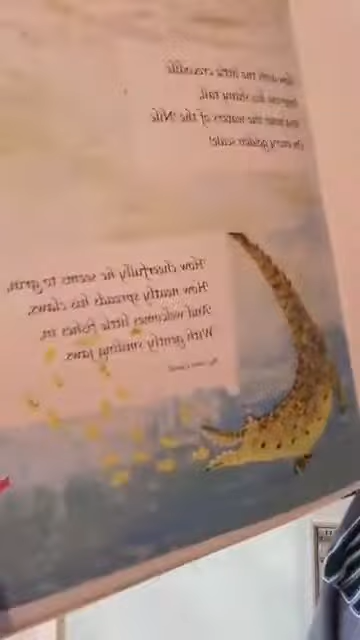 How doth the little crocodile
Improve his shining tail,
And pour the waters of the Nile
On every golden scale!
'How cheerfully he seems to grin,
How neatly spreads his claws,
And welcomes little fishes in,
With gently smiling jaws.